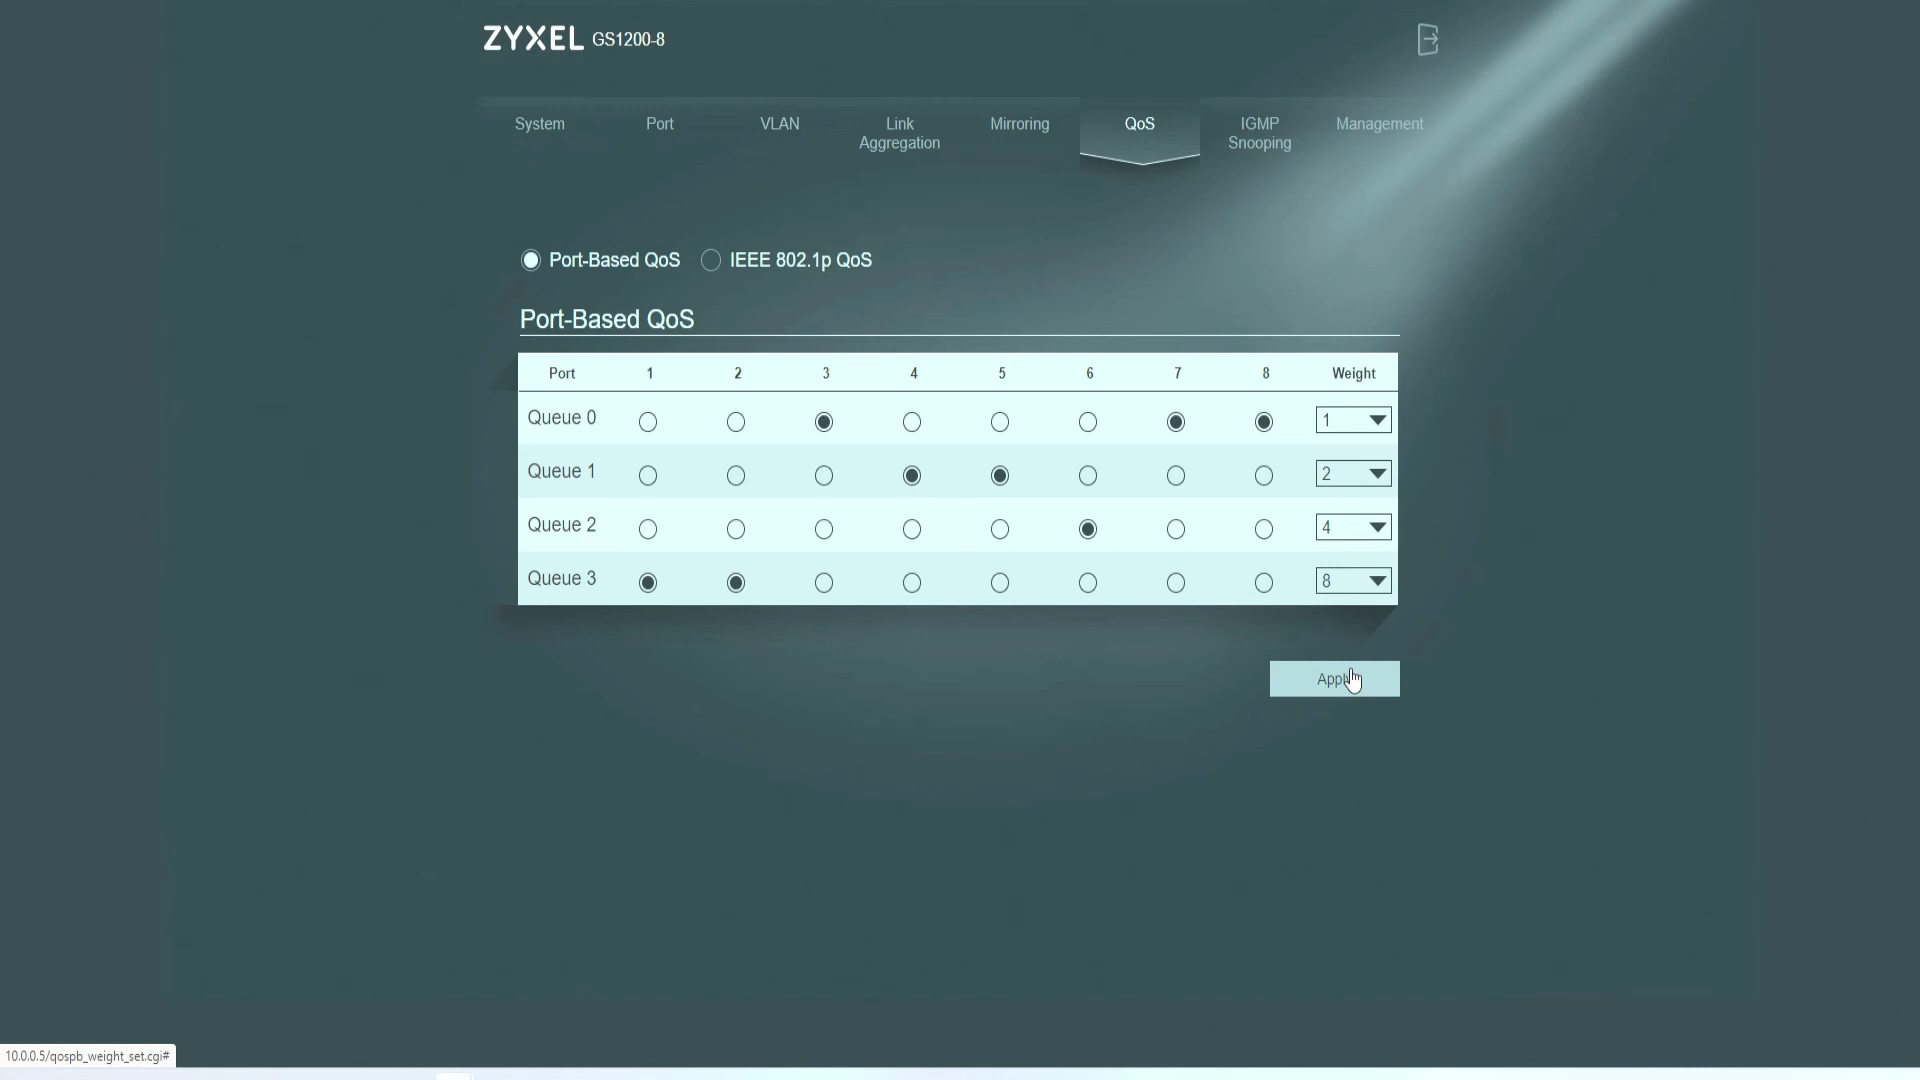 ZYXEL GS1200-8
System Port VLAN Link Aggregation Mirroring QoS IGMP Snooping Management
Port-Based QoS IEEE 802.1p QoS
Port-Based QoS
Port 1 2 3 4 5 6 7 8 Weight
Queue 0 1
Queue 1 2
Queue 2 4
Queue 3 8
Apply
10.0.0.5/qospb_weight_set.cgi#